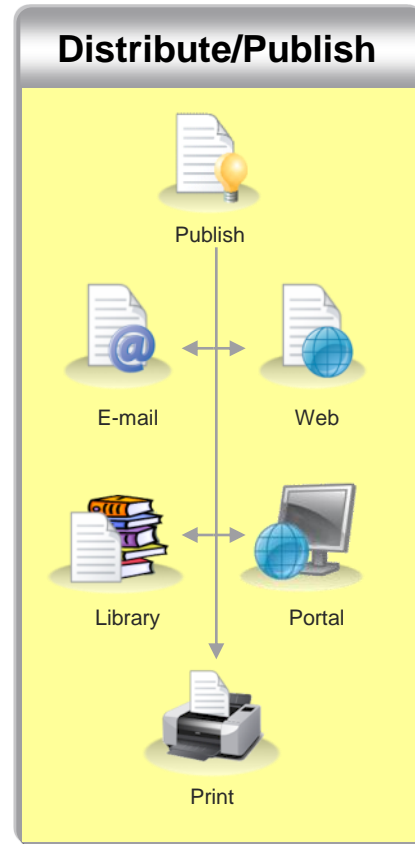 Distribute/Publish
Publish
E-mail
Web
Library
Portal
Print